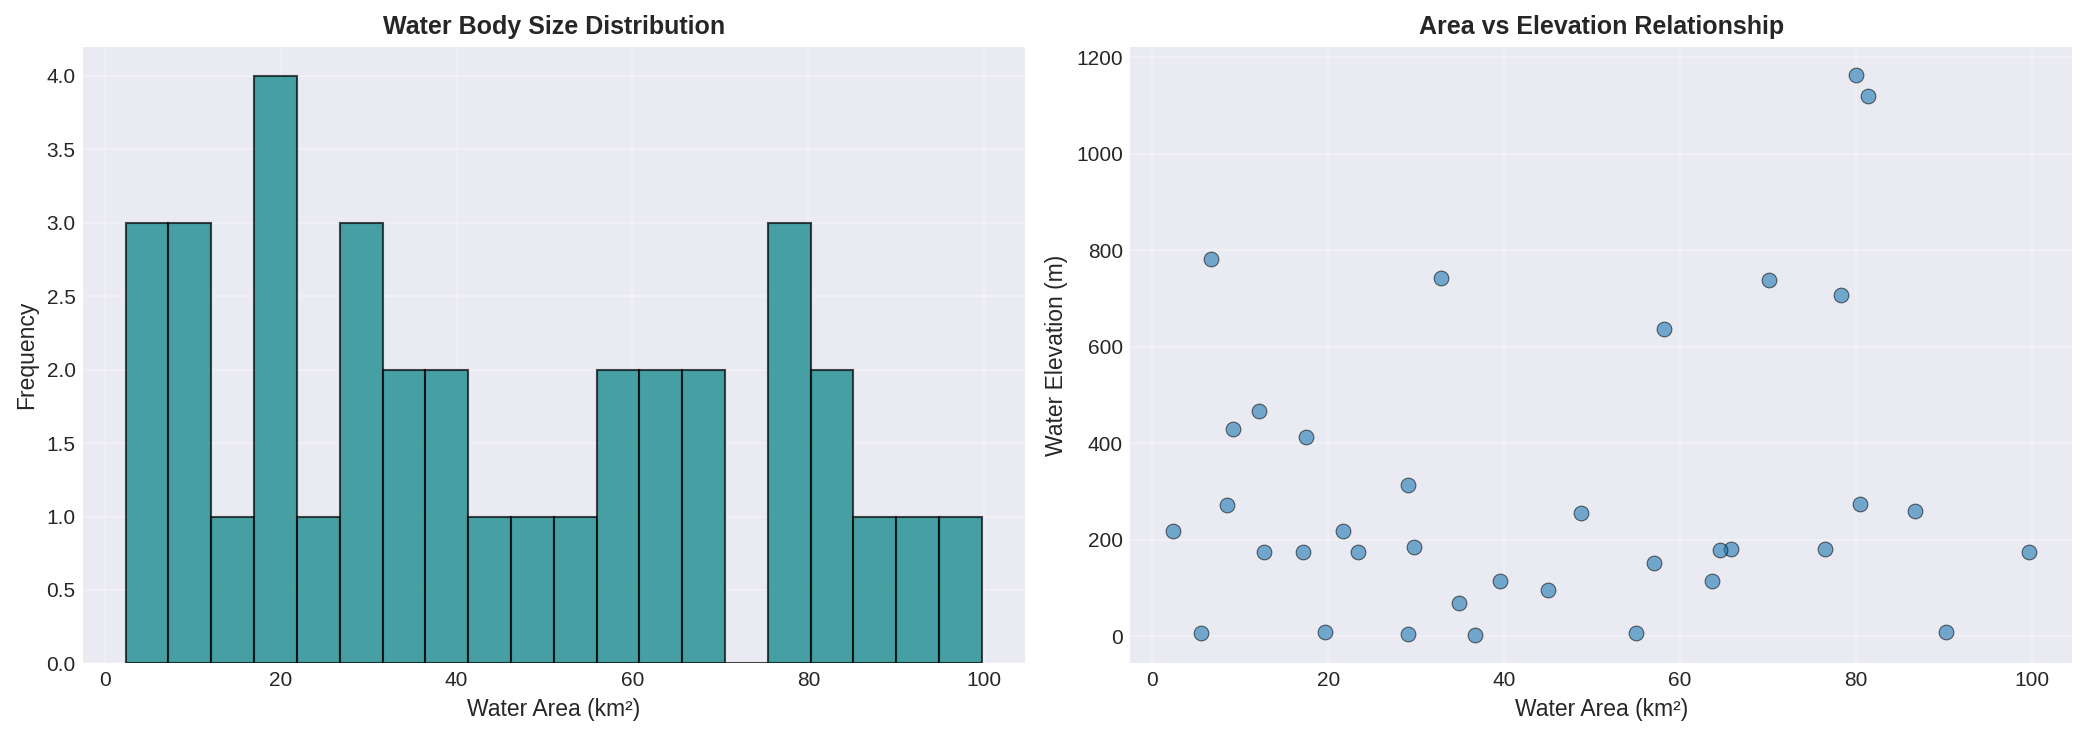 Water Body Size Distribution
4.0
3.5
3.0
2.5
2.0
1.5
1.0
0.5
0.0
Frequency
0 20 40 60 80 100
Water Area (km²)
Area vs Elevation Relationship
1200
1000
800
600
400
200
0
Water Elevation (m)
0 20 40 60 80 100
Water Area (km²)